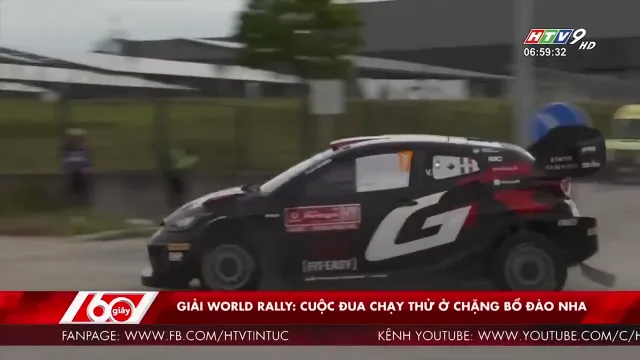 HTV9 HD
06:59:32
17
V.
G
[PIT-EASY]
60 giây
GIẢI WORLD RALLY: CUỘC ĐUA CHẠY THỬ Ở CHẶNG BỒ ĐÀO NHA
FANPAGE: WWW.FB.COM/HTVTINTUC
KÊNH YOUTUBE: WWW.YOUTUBE.COM/C/